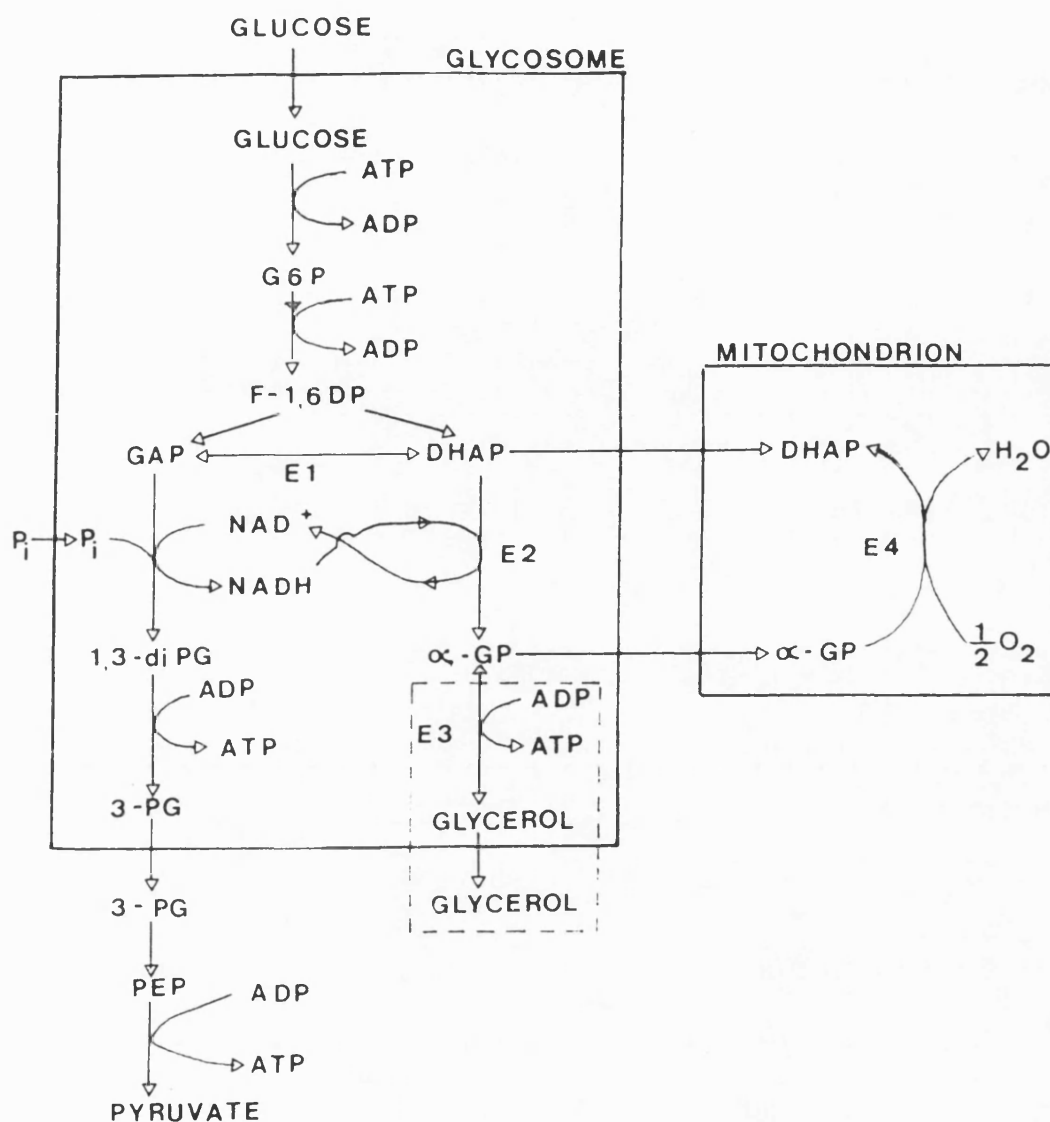 GLUCOSE
GLYCOSOME
GLUCOSE
ATP
ADP
G6P
ATP
ADP
MITOCHONDRION
F-1,6DP
GAP
DHAP
DHAP
H2O
E1
NAD+
Pi
Pi
E2
E4
NADH
1,3-diPG
α-GP
α-GP
1/2 O2
ADP
ADP
E3
ATP
ATP
3-PG
GLYCEROL
3-PG
GLYCEROL
PEP
ADP
ATP
PYRUVATE